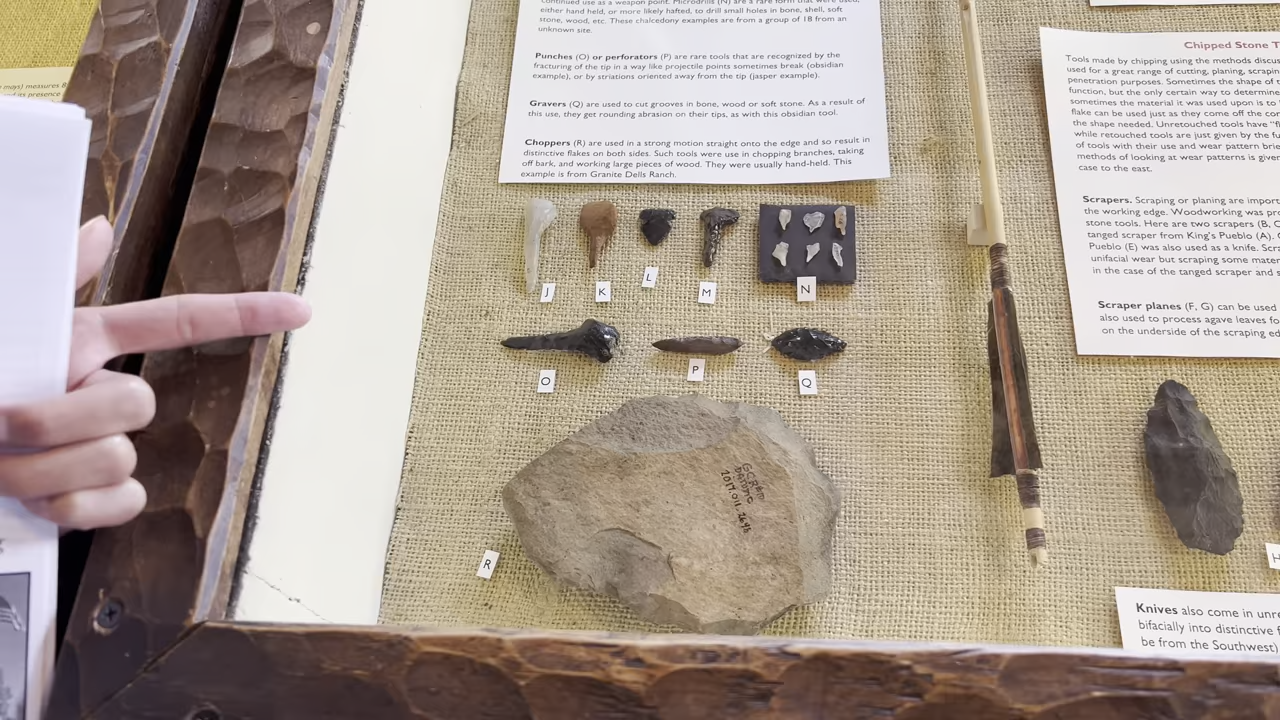 continued use as a weapon point. Microdrills (N) are a rare form that were used,
either hand held, or more likely hafted, to drill small holes in bone, shell, soft
stone, wood, etc. These chalcedony examples are from a group of 18 from an
unknown site.
Punches (O) or perforators (P) are rare tools that are recognized by the
fracturing of the tip in a way like projectile points sometimes break (obsidian
example), or by striations oriented away from the tip (jasper example).
Gravers (Q) are used to cut grooves in bone, wood or soft stone. As a result of
this use, they get rounding abrasion on their tips, as with this obsidian tool.
Choppers (R) are used in a strong motion straight onto the edge and so result in
distinctive flakes on both sides. Such tools were use in chopping branches, taking
off bark, and working large pieces of wood. They were usually hand-held. This
example is from Granite Dells Ranch.
mays) measures 8
and its presence
J
K
L
M
N
O
P
Q
R
2017.011.
Chipped Stone T
Tools made by chipping using the methods discus
used for a great range of cutting, planing, scrapin
penetration purposes. Sometimes the shape of t
function, but the only certain way to determine
sometimes the material it was used upon is to
flake can be used just as they come off the co
the shape needed. Unretouched tools have "f
while retouched tools are just given by the fu
of tools with their use and wear pattern brie
methods of looking at wear patterns is given
case to the east.
Scrapers. Scraping or planing are import
the working edge. Woodworking was pr
stone tools. Here are two scrapers (B, C
tanged scraper from King's Pueblo (A). 
Pueblo (E) was also used as a knife. Scr
unifacial wear but scraping some mater
in the case of the tanged scraper and s
Scraper planes (F, G) can be used
also used to process agave leaves fo
on the underside of the scraping ed
H
Knives also come in unre
bifacially into distinctive f
be from the Southwest)